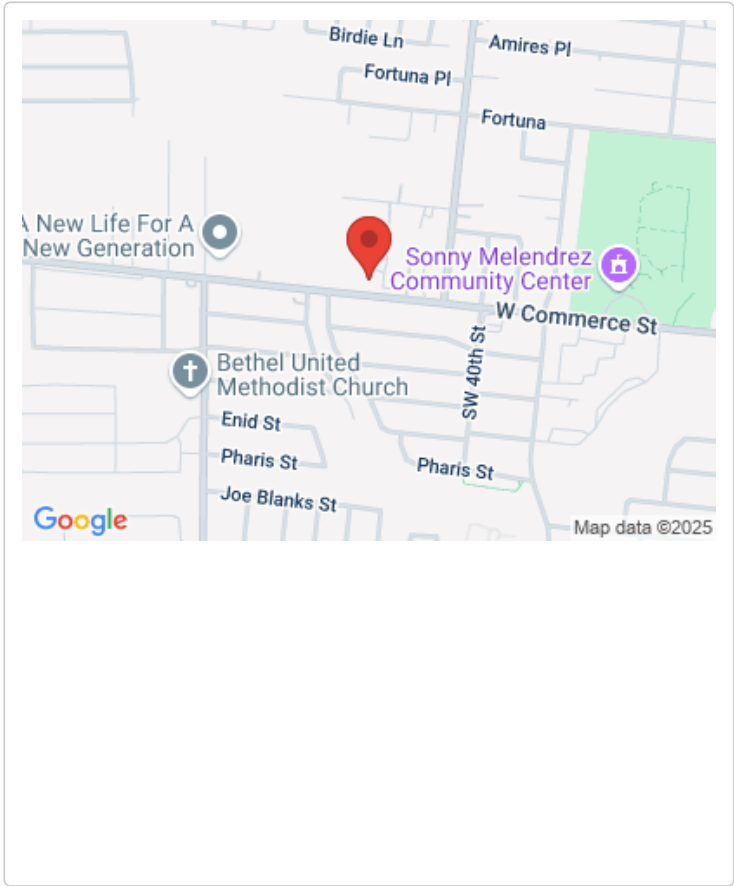 Birdie Ln
Amires Pl
Fortuna Pl
Fortuna
A New Life For A
New Generation
Sonny Melendrez
Community Center
W Commerce St
SW 40th St
Bethel United
Methodist Church
Enid St
Pharis St
Pharis St
Joe Blanks St
Google
Map data ©2025